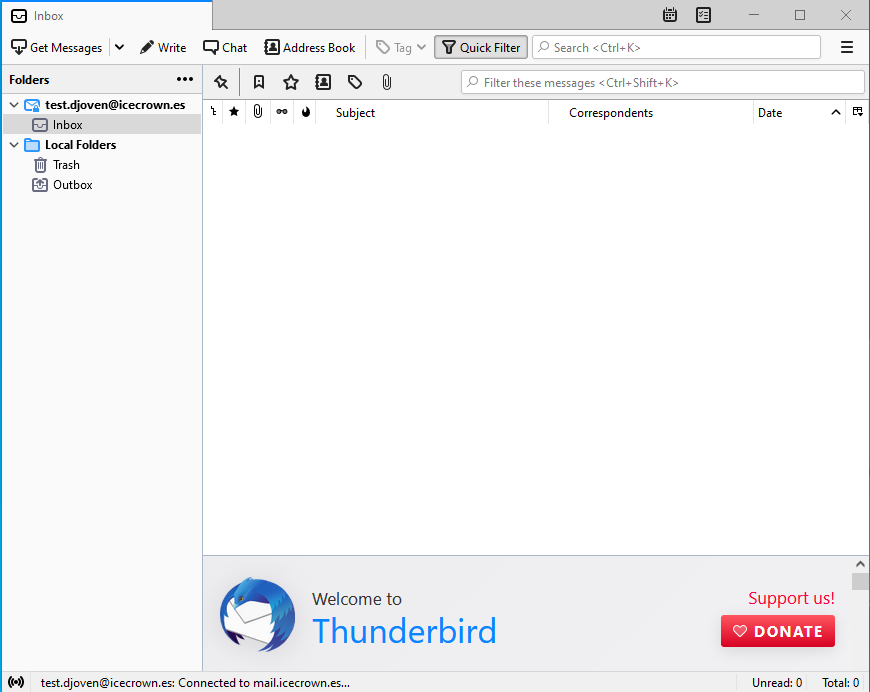 Inbox
Get Messages Write Chat Address Book Tag Quick Filter Search <Ctrl+K>
Folders
Filter these messages <Ctrl+Shift+K>
test.djoven@icecrown.es
Inbox
Local Folders
Trash
Outbox
Subject Correspondents Date
Welcome to
Thunderbird
Support us!
DONATE
test.djoven@icecrown.es: Connected to mail.icecrown.es... Unread: 0 Total: 0